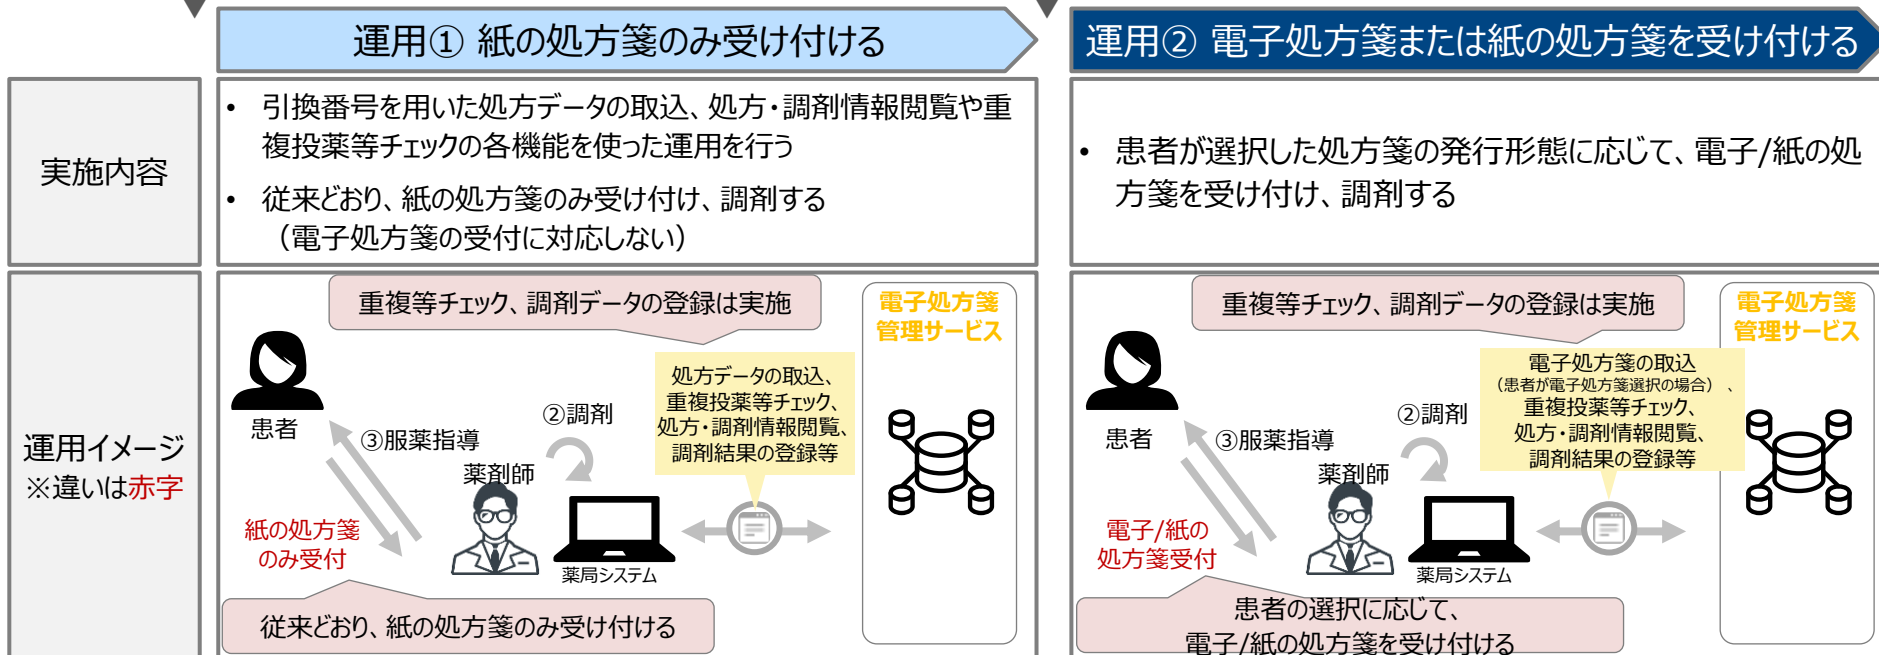 運用① 紙の処方箋のみ受け付ける
運用② 電子処方箋または紙の処方箋を受け付ける
実施内容
• 引換番号を用いた処方データの取込、処方・調剤情報閲覧や重
複投薬等チェックの各機能を使った運用を行う
• 従来どおり、紙の処方箋のみ受け付け、調剤する
（電子処方箋の受付に対応しない）
• 患者が選択した処方箋の発行形態に応じて、電子/紙の処
方箋を受け付け、調剤する
運用イメージ
※違いは赤字
重複等チェック、調剤データの登録は実施
電子処方箋
管理サービス
処方データの取込、
重複投薬等チェック、
処方・調剤情報閲覧、
調剤結果の登録等
患者
②調剤
③服薬指導
薬剤師
紙の処方箋
のみ受付
薬局システム
従来どおり、紙の処方箋のみ受け付ける
重複等チェック、調剤データの登録は実施
電子処方箋
管理サービス
電子処方箋の取込
（患者が電子処方箋選択の場合）、
重複投薬等チェック、
処方・調剤情報閲覧、
調剤結果の登録等
患者
②調剤
③服薬指導
薬剤師
電子/紙の
処方箋受付
薬局システム
患者の選択に応じて、
電子/紙の処方箋を受け付ける